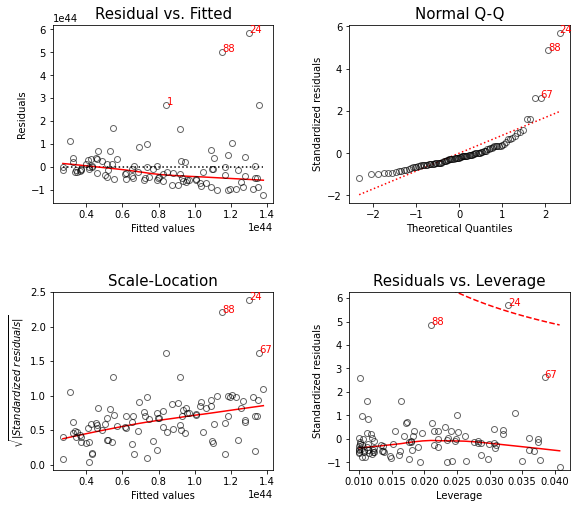 Residual vs. Fitted
1e44
6
5
4
3
2
1
0
−1
Residuals
24
88
1
0.4 0.6 0.8 1.0 1.2 1.4
Fitted values
1e44
Normal Q-Q
6
4
2
0
−2
Standardized residuals
24
88
67
−2 −1 0 1 2
Theoretical Quantiles
Scale-Location
2.5
2.0
1.5
1.0
0.5
0.0
√|Standardized residuals|
24
88
67
0.4 0.6 0.8 1.0 1.2 1.4
Fitted values
1e44
Residuals vs. Leverage
6
5
4
3
2
1
0
−1
Standardized residuals
24
88
67
0.010 0.015 0.020 0.025 0.030 0.035 0.040
Leverage